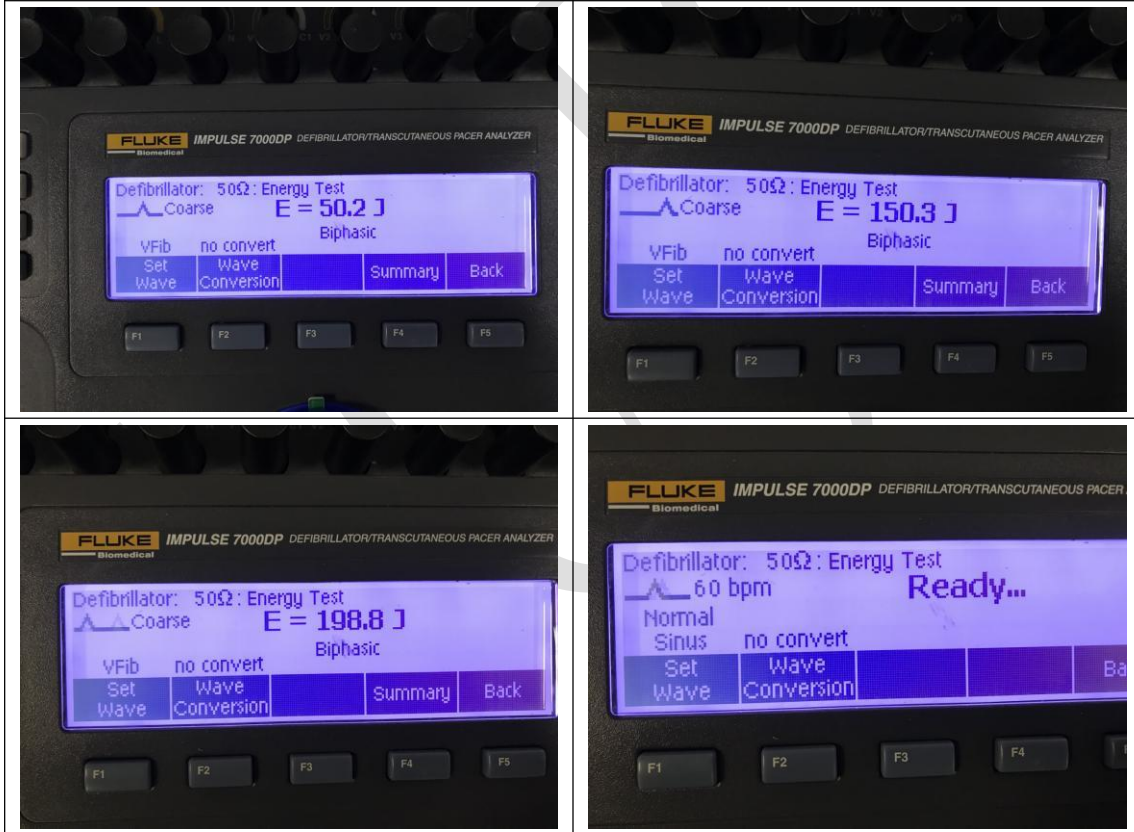 FLUKE IMPULSE 7000DP DEFIBRILLATOR/TRANSCUTANEOUS PACER ANALYZER
Biomedical
Defibrillator: 50Ω: Energy Test
Coarse E = 50.2 J
Biphasic
VFib no convert
Set Wave Wave Conversion Summary Back
F1 F2 F3 F4 F5
FLUKE IMPULSE 7000DP DEFIBRILLATOR/TRANSCUTANEOUS PACER ANALYZER
Biomedical
Defibrillator: 50Ω: Energy Test
Coarse E = 150.3 J
Biphasic
VFib no convert
Set Wave Wave Conversion Summary Back
F1 F2 F3 F4 F5
FLUKE IMPULSE 7000DP DEFIBRILLATOR/TRANSCUTANEOUS PACER ANALYZER
Biomedical
Defibrillator: 50Ω: Energy Test
Coarse E = 198.8 J
Biphasic
VFib no convert
Set Wave Wave Conversion Summary Back
F1 F2 F3 F4 F5
FLUKE IMPULSE 7000DP DEFIBRILLATOR/TRANSCUTANEOUS PACER
Biomedical
Defibrillator: 50Ω: Energy Test
60 bpm Ready...
Normal
Sinus no convert
Set Wave Wave Conversion Ba
F1 F2 F3 F4